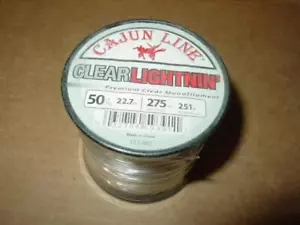 CAJUN LINE
CLEAR LIGHTNIN'
Premium Clear Monofilament
50 22.7 275 251